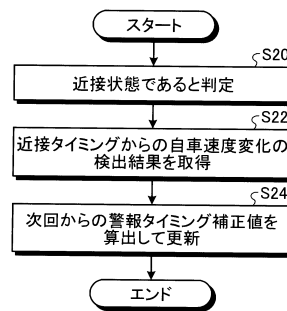 スタート
S20
近接状態であると判定
S22
近接タイミングからの自車速度変化の
検出結果を取得
S24
次回からの警報タイミング補正値を
算出して更新
エンド